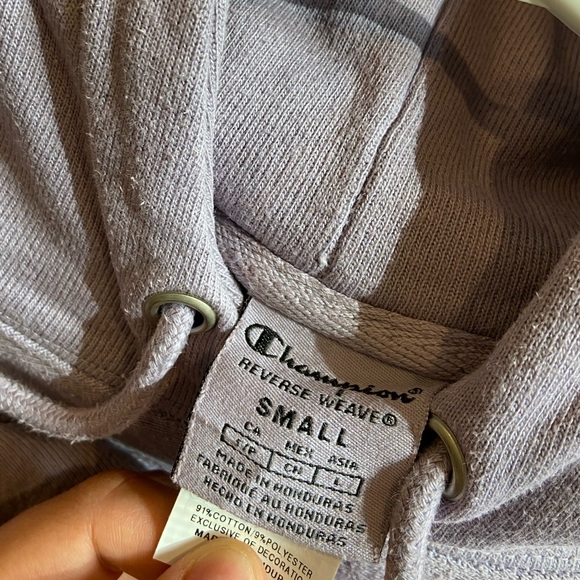 Champion®
REVERSE WEAVE®
SMALL
CA MEX ASIA
S/P CH
MADE IN HONDURAS
FABRIQUE AU HONDURAS
HECHO EN HONDURAS
91% COTTON 9% POLYESTER
EXCLUSIVE OF DECORATION